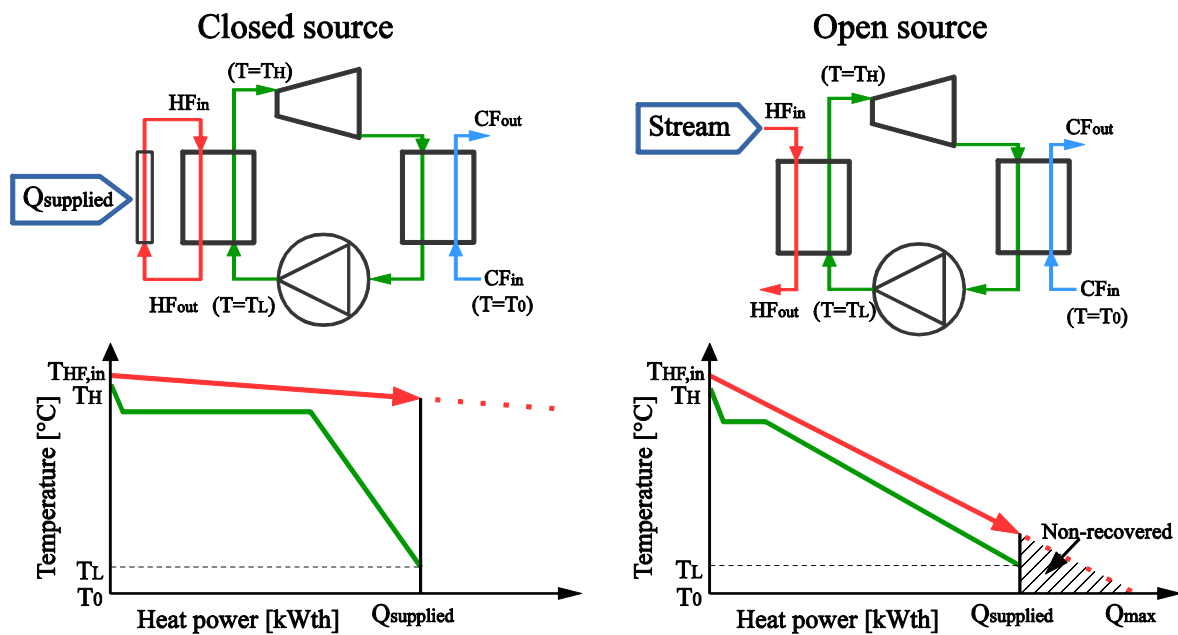 Closed source
(T=TH)
HFin
CFout
Qsupplied
HFout
(T=TL)
CFin
(T=T0)
THF,in
TH
Temperature [°C]
TL
T0
Heat power [kWth]
Qsupplied
Open source
(T=TH)
HFin
Stream
CFout
HFout
(T=TL)
CFin
(T=T0)
THF,in
TH
Temperature [°C]
Non-recovered
TL
T0
Heat power [kWth]
Qsupplied
Qmax